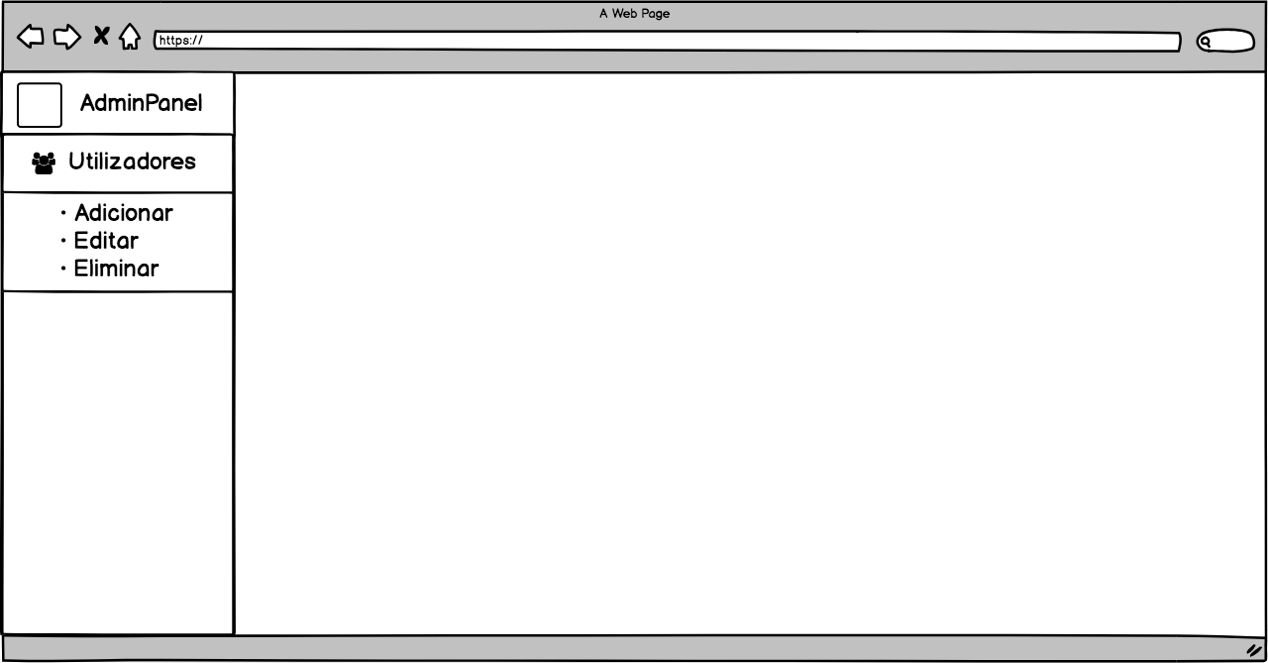 A Web Page
https://
AdminPanel
Utilizadores
• Adicionar
• Editar
• Eliminar